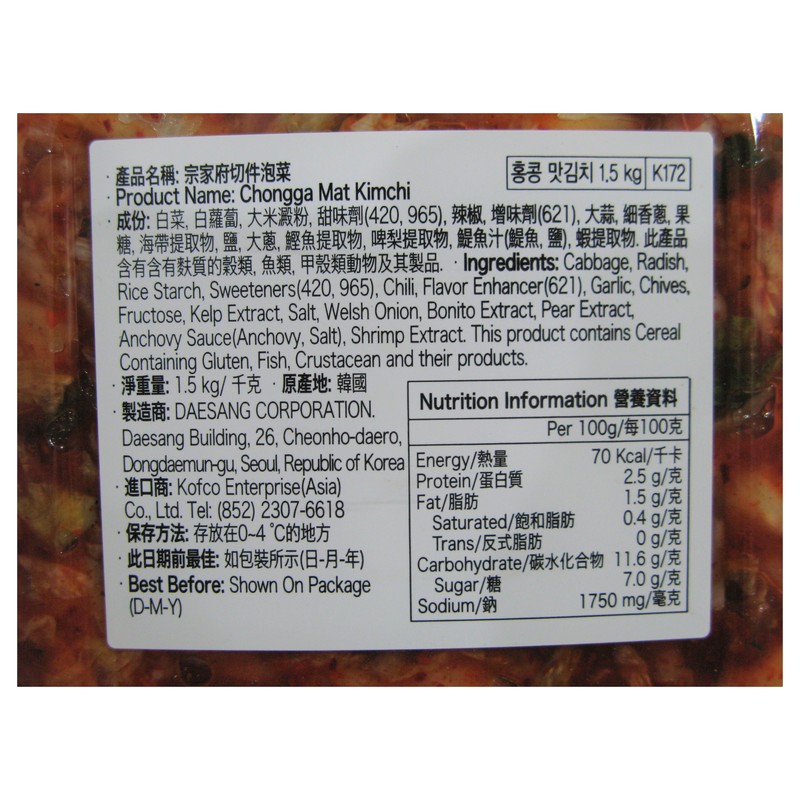 · 產品名稱: 宗家府切件泡菜
홍콩 맛김치 1.5 kg K172
· Product Name: Chongga Mat Kimchi
· 成份: 白菜, 白蘿蔔, 大米澱粉, 甜味劑(420, 965), 辣椒, 增味劑(621), 大蒜, 細香蔥, 果
糖, 海帶提取物, 鹽, 大蔥, 鰹魚提取物, 啤梨提取物, 鯷魚汁(鯷魚, 鹽), 蝦提取物. 此產品
含有含有麩質的穀類, 魚類, 甲殼類動物及其製品. · Ingredients: Cabbage, Radish,
Rice Starch, Sweeteners(420, 965), Chili, Flavor Enhancer(621), Garlic, Chives,
Fructose, Kelp Extract, Salt, Welsh Onion, Bonito Extract, Pear Extract,
Anchovy Sauce(Anchovy, Salt), Shrimp Extract. This product contains Cereal
Containing Gluten, Fish, Crustacean and their products.
· 淨重量: 1.5 kg/ 千克 · 原產地: 韓國
· 製造商: DAESANG CORPORATION.
Daesang Building, 26, Cheonho-daero,
Dongdaemun-gu, Seoul, Republic of Korea
· 進口商: Kofco Enterprise(Asia)
Co., Ltd. Tel: (852) 2307-6618
· 保存方法: 存放在0~4 °C的地方
· 此日期前最佳: 如包裝所示(日-月-年)
· Best Before: Shown On Package
(D-M-Y)
Nutrition Information 營養資料
Per 100g/每100克
Energy/熱量 70 Kcal/千卡
Protein/蛋白質 2.5 g/克
Fat/脂肪 1.5 g/克
Saturated/飽和脂肪 0.4 g/克
Trans/反式脂肪 0 g/克
Carbohydrate/碳水化合物 11.6 g/克
Sugar/糖 7.0 g/克
Sodium/鈉 1750 mg/毫克